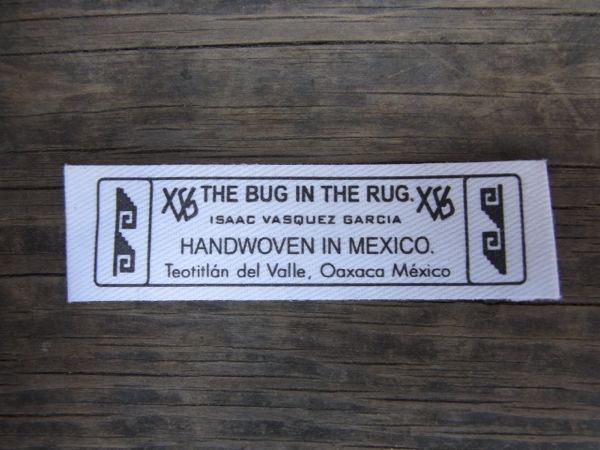 THE BUG IN THE RUG.
ISAAC VASQUEZ GARCIA
HANDWOVEN IN MEXICO.
Teotitlán del Valle, Oaxaca México